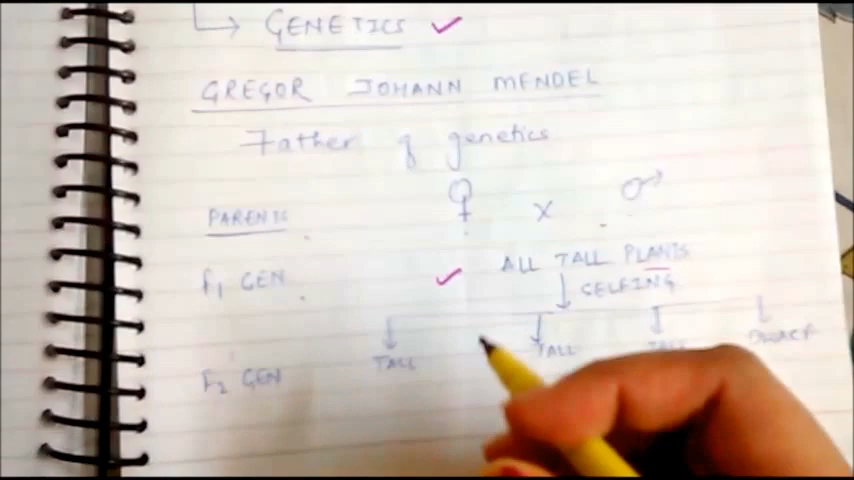 GENETICS
GREGOR JOHANN MENDEL
Father of genetics
PARENTS ♀ x ♂
F1 GEN ALL TALL PLANTS
SELFING
F2 GEN TALL TALL TALL DWARF